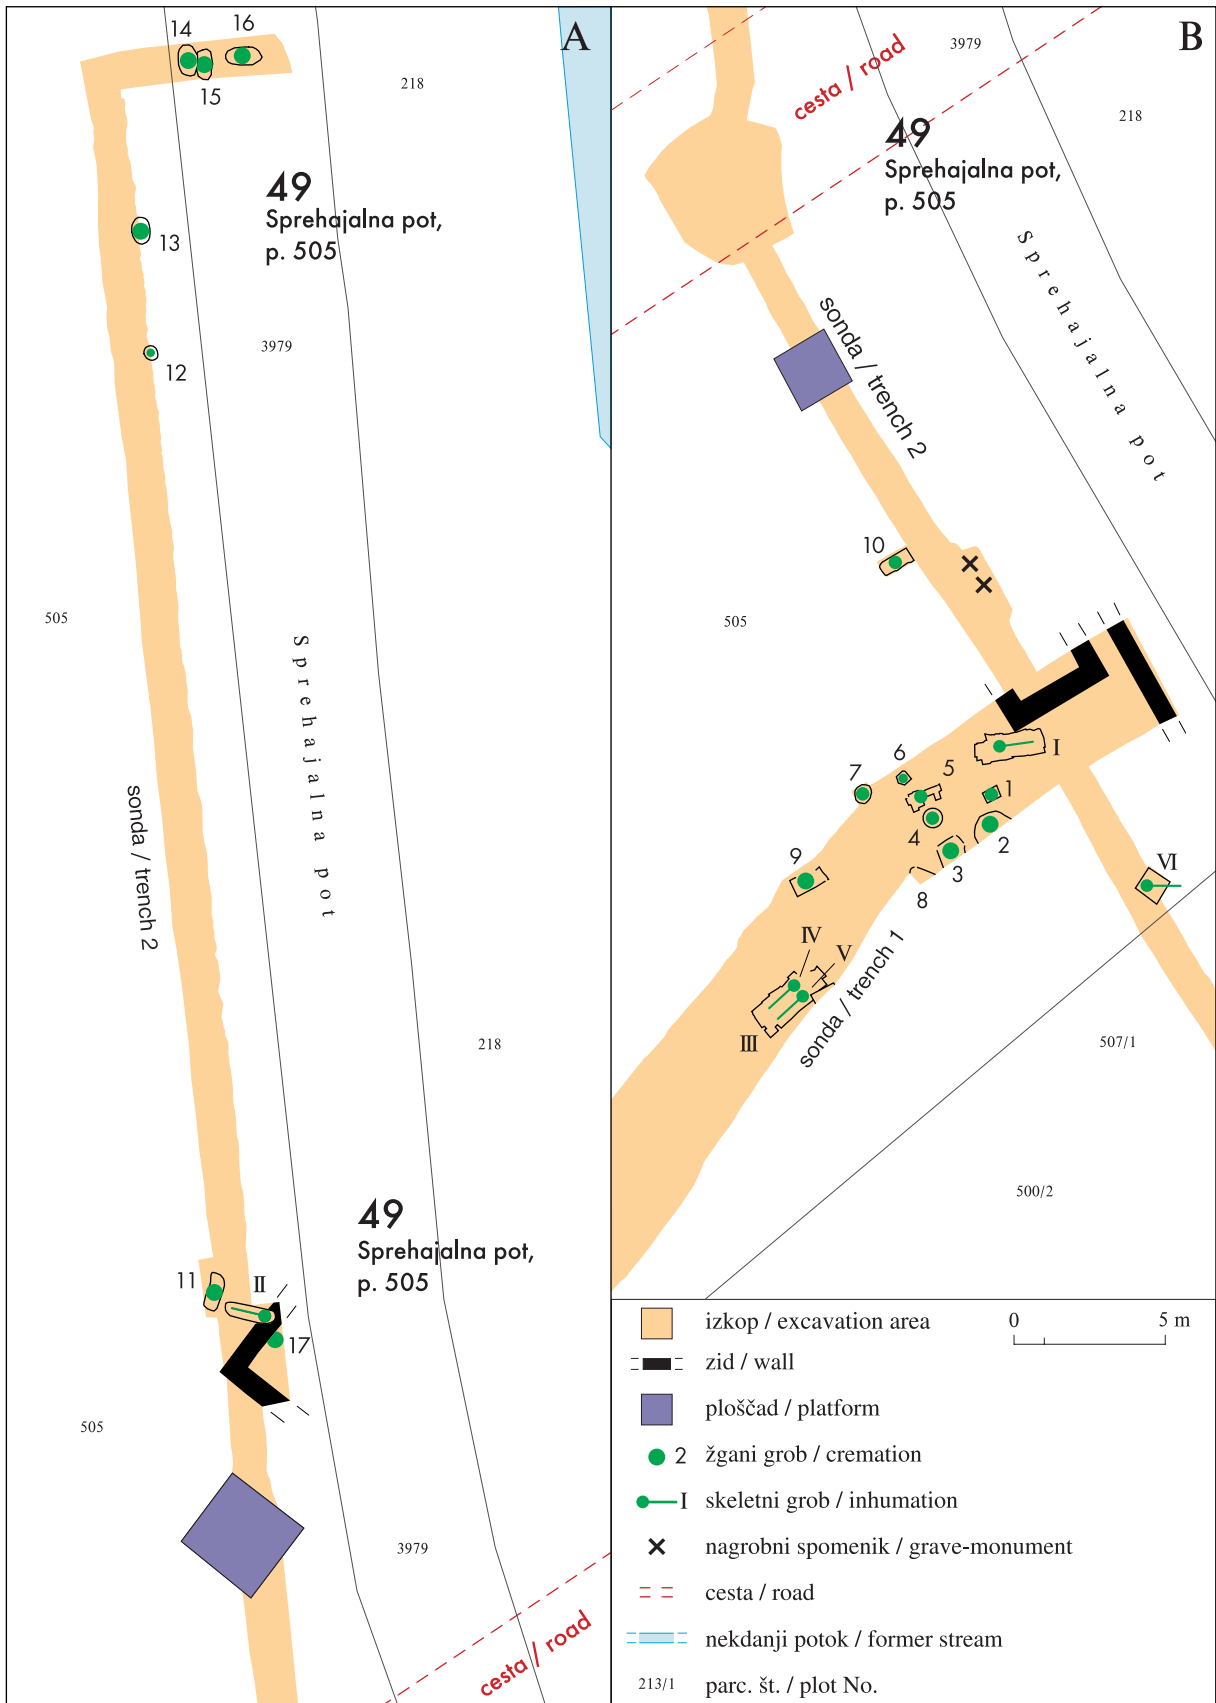 A
14
16
15
218
49
Sprehajalna pot,
p. 505
13
3979
12
505
Sprehajalna pot
sonda / trench 2
218
49
Sprehajalna pot,
p. 505
11
II
17
505
3979
cesta / road
B
cesta / road
3979
218
49
Sprehajalna pot,
p. 505
Sprehajalna pot
sonda / trench 2
10
505
I
6
5
7
1
4
2
3
9
8
VI
IV
V
III
sonda / trench 1
507/1
500/2
izkop / excavation area
0 5 m
zid / wall
ploščad / platform
2 žgani grob / cremation
I skeletni grob / inhumation
nagrobni spomenik / grave-monument
cesta / road
nekdanji potok / former stream
213/1 parc. št. / plot No.